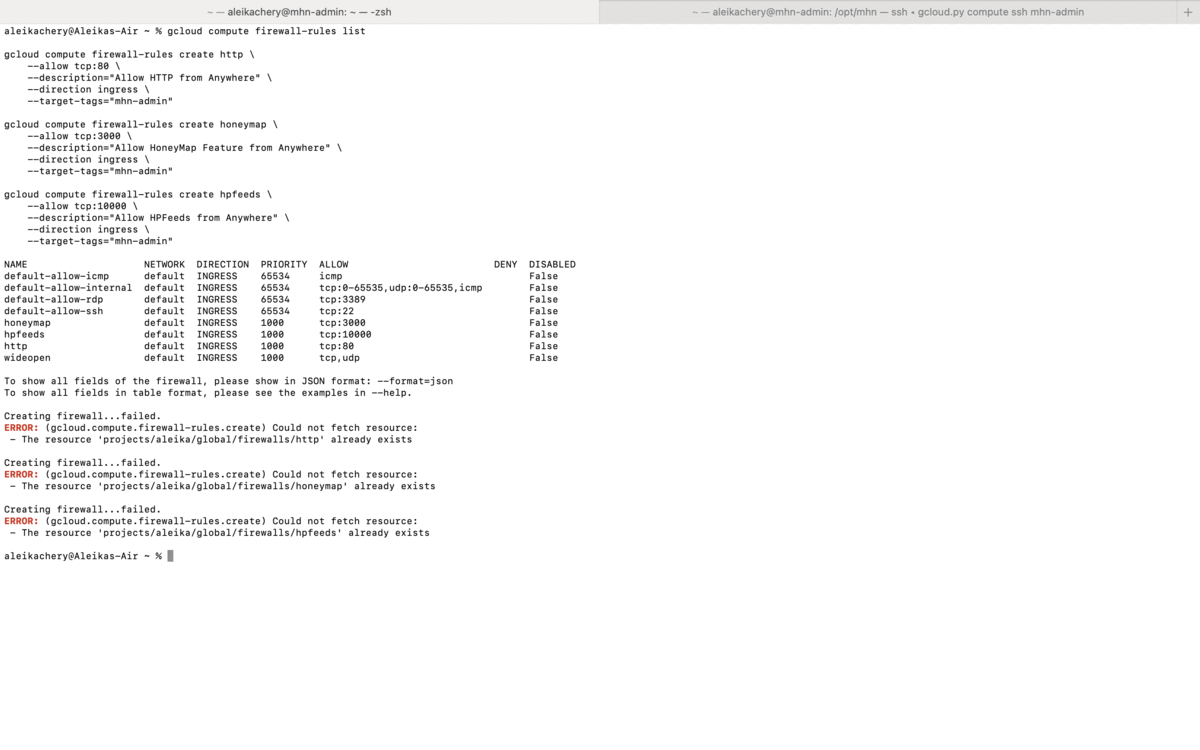 ~ — aleikachery@mhn-admin: ~ — -zsh
~ — aleikachery@mhn-admin: /opt/mhn — ssh ◂ gcloud.py compute ssh mhn-admin
+
aleikachery@Aleikas-Air ~ % gcloud compute firewall-rules list
gcloud compute firewall-rules create http \
--allow tcp:80 \
--description="Allow HTTP from Anywhere" \
--direction ingress \
--target-tags="mhn-admin"
gcloud compute firewall-rules create honeymap \
--allow tcp:3000 \
--description="Allow HoneyMap Feature from Anywhere" \
--direction ingress \
--target-tags="mhn-admin"
gcloud compute firewall-rules create hpfeeds \
--allow tcp:10000 \
--description="Allow HPFeeds from Anywhere" \
--direction ingress \
--target-tags="mhn-admin"
NAME NETWORK DIRECTION PRIORITY ALLOW DENY DISABLED
default-allow-icmp default INGRESS 65534 icmp False
default-allow-internal default INGRESS 65534 tcp:0-65535,udp:0-65535,icmp False
default-allow-rdp default INGRESS 65534 tcp:3389 False
default-allow-ssh default INGRESS 65534 tcp:22 False
honeymap default INGRESS 1000 tcp:3000 False
hpfeeds default INGRESS 1000 tcp:10000 False
http default INGRESS 1000 tcp:80 False
wideopen default INGRESS 1000 tcp,udp False
To show all fields of the firewall, please show in JSON format: --format=json
To show all fields in table format, please see the examples in --help.
Creating firewall...failed.
ERROR: (gcloud.compute.firewall-rules.create) Could not fetch resource:
- The resource 'projects/aleika/global/firewalls/http' already exists
Creating firewall...failed.
ERROR: (gcloud.compute.firewall-rules.create) Could not fetch resource:
- The resource 'projects/aleika/global/firewalls/honeymap' already exists
Creating firewall...failed.
ERROR: (gcloud.compute.firewall-rules.create) Could not fetch resource:
- The resource 'projects/aleika/global/firewalls/hpfeeds' already exists
aleikachery@Aleikas-Air ~ %